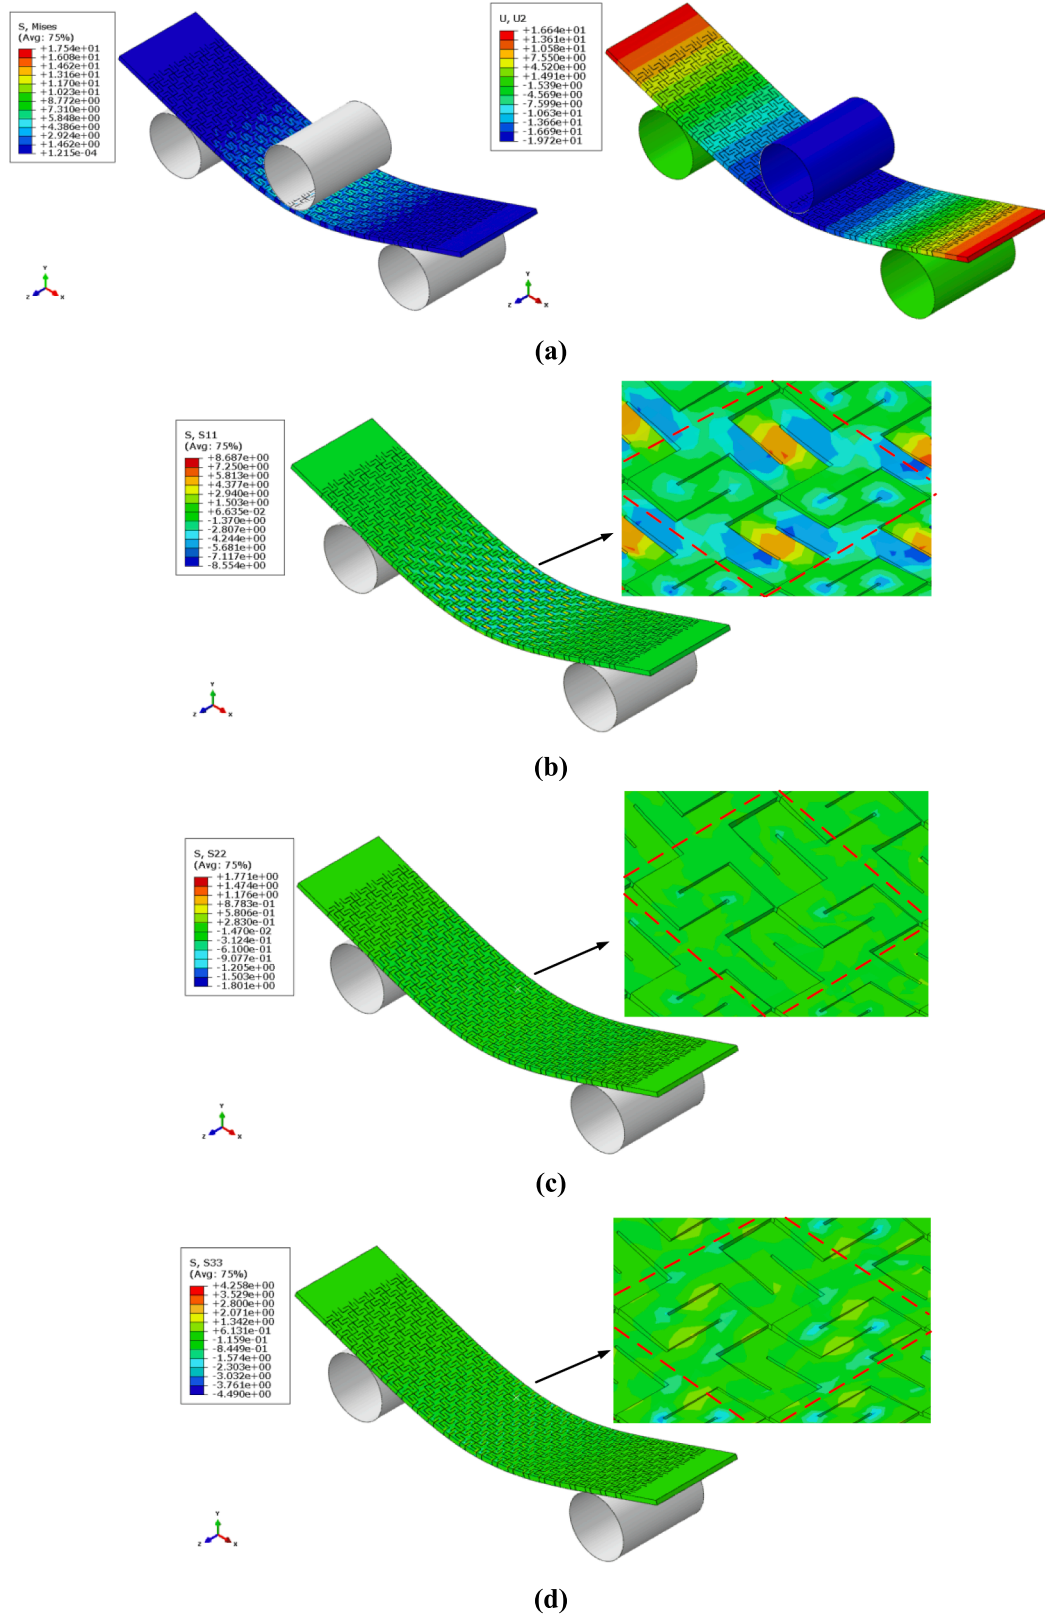 S, Mises
(Avg: 75%)
+1.754e+01
+1.608e+01
+1.462e+01
+1.316e+01
+1.170e+01
+1.023e+01
+8.772e+00
+7.310e+00
+5.848e+00
+4.386e+00
+2.924e+00
+1.462e+00
+1.215e-04
Y
Z
X
U, U2
+1.664e+01
+1.361e+01
+1.058e+01
+7.550e+00
+4.520e+00
+1.491e+00
-1.539e+00
-4.569e+00
-7.599e+00
-1.063e+01
-1.366e+01
-1.669e+01
-1.972e+01
Y
Z
X
(a)
S, S11
(Avg: 75%)
+8.687e+00
+7.250e+00
+5.813e+00
+4.377e+00
+2.940e+00
+1.503e+00
+6.635e-02
-1.370e+00
-2.807e+00
-4.244e+00
-5.681e+00
-7.117e+00
-8.554e+00
Y
Z
X
(b)
S, S22
(Avg: 75%)
+1.771e+00
+1.474e+00
+1.176e+00
+8.783e-01
+5.806e-01
+2.830e-01
-1.470e-02
-3.124e-01
-6.100e-01
-9.077e-01
-1.205e+00
-1.503e+00
-1.801e+00
Y
Z
X
(c)
S, S33
(Avg: 75%)
+4.258e+00
+3.529e+00
+2.800e+00
+2.071e+00
+1.342e+00
+6.131e-01
-1.159e-01
-8.449e-01
-1.574e+00
-2.303e+00
-3.032e+00
-3.761e+00
-4.490e+00
Y
Z
X
(d)